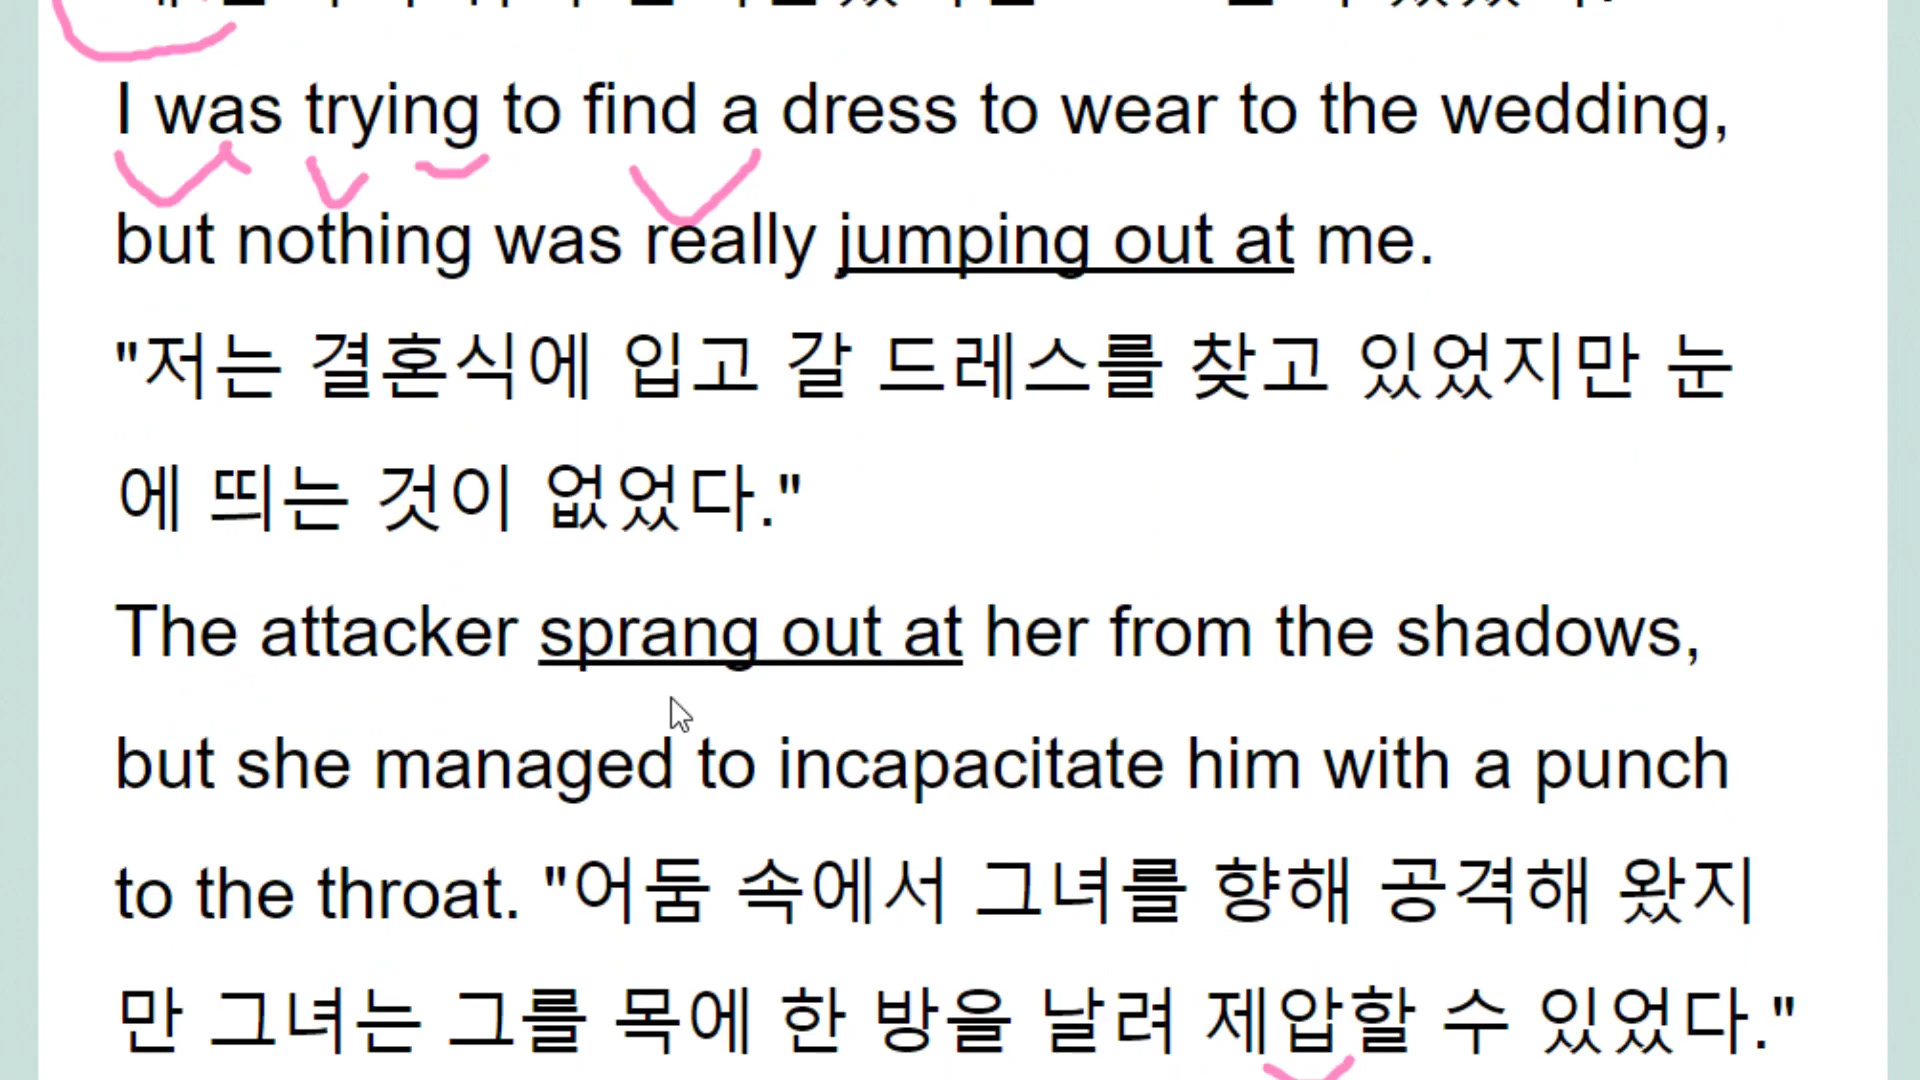 I was trying to find a dress to wear to the wedding,
but nothing was really jumping out at me.
"저는 결혼식에 입고 갈 드레스를 찾고 있었지만 눈
에 띄는 것이 없었다."
The attacker sprang out at her from the shadows,
but she managed to incapacitate him with a punch
to the throat. "어둠 속에서 그녀를 향해 공격해 왔지
만 그녀는 그를 목에 한 방을 날려 제압할 수 있었다."